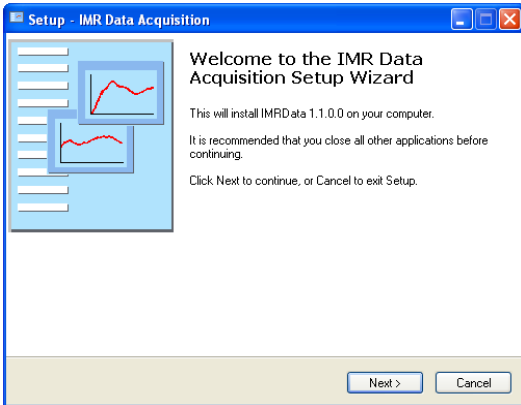 Setup - IMR Data Acquisition
Welcome to the IMR Data
Acquisition Setup Wizard
This will install IMRData 1.1.0.0 on your computer.
It is recommended that you close all other applications before
continuing.
Click Next to continue, or Cancel to exit Setup.
Next >
Cancel